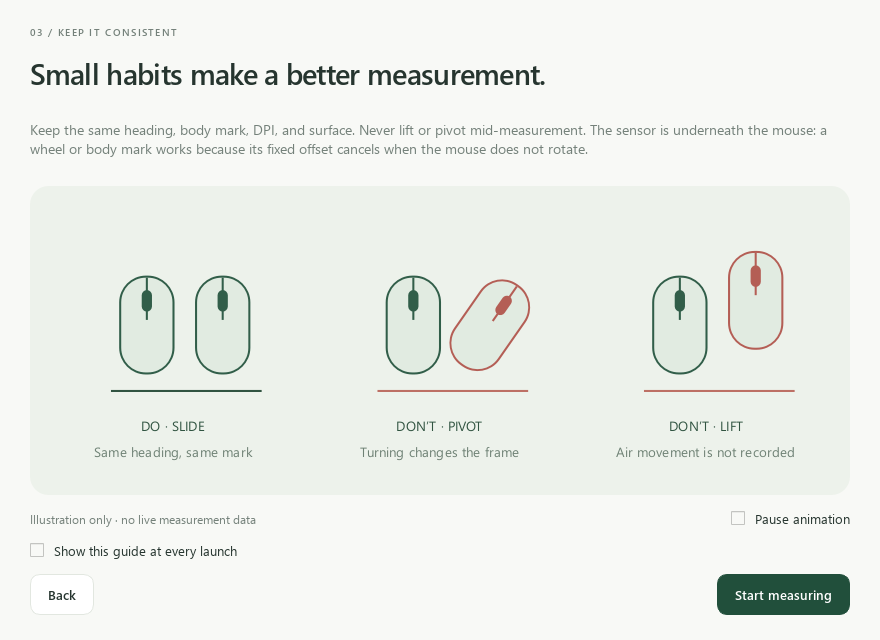 03 / KEEP IT CONSISTENT
Small habits make a better measurement.
Keep the same heading, body mark, DPI, and surface. Never lift or pivot mid-measurement. The sensor is underneath the mouse: a
wheel or body mark works because its fixed offset cancels when the mouse does not rotate.
DO · SLIDE
Same heading, same mark
DON'T · PIVOT
Turning changes the frame
DON'T · LIFT
Air movement is not recorded
Illustration only · no live measurement data
Pause animation
Show this guide at every launch
Back
Start measuring